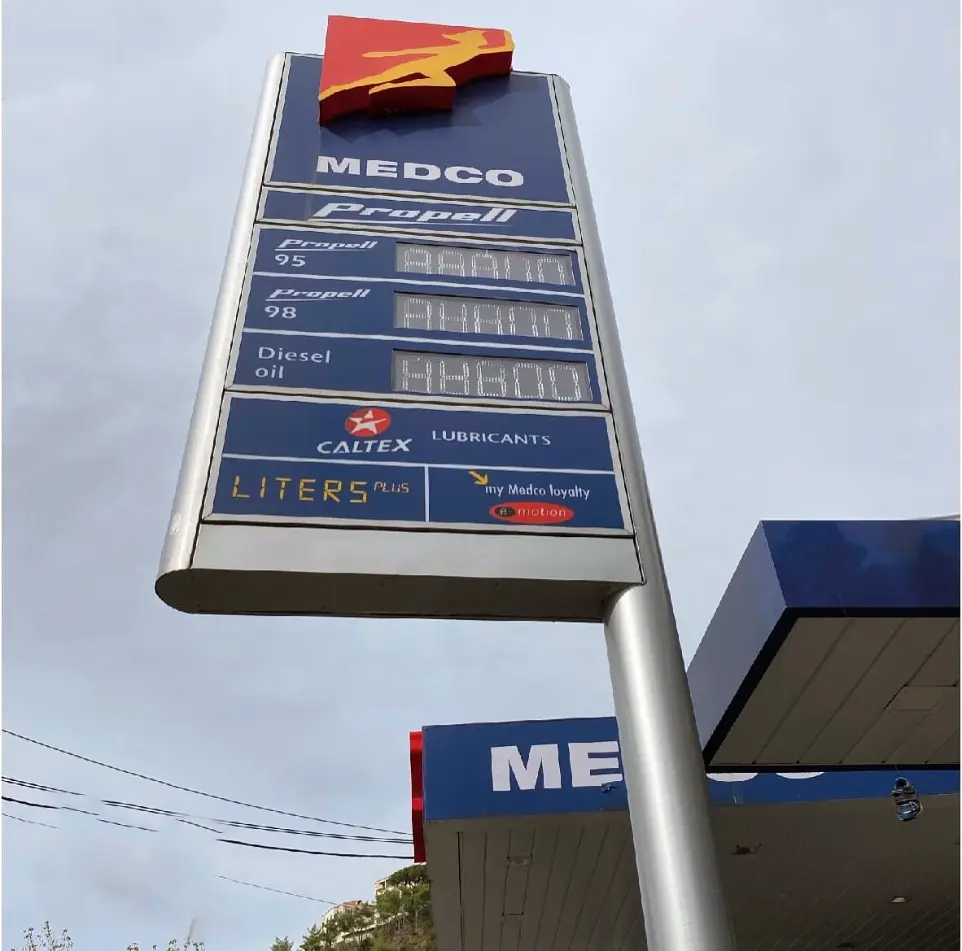 MEDCO
Propell
Propell
95
Propell
98
Diesel
oil
CALTEX LUBRICANTS
LITERS PLUS
my Medco loyalty
e-motion
ME